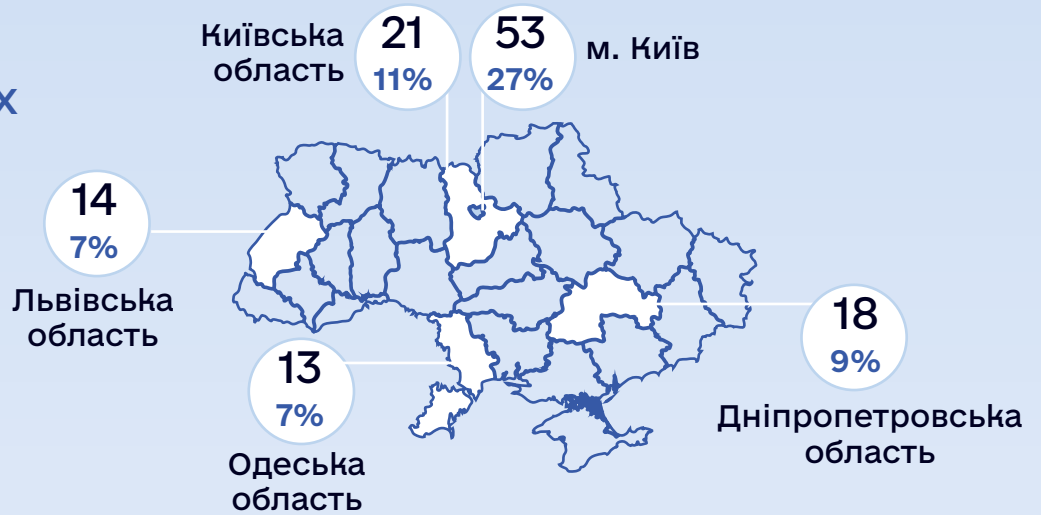 Київська
область
21
11%
53
27%
м. Київ
х
14
7%
Львівська
область
13
7%
Одеська
область
18
9%
Дніпропетровська
область